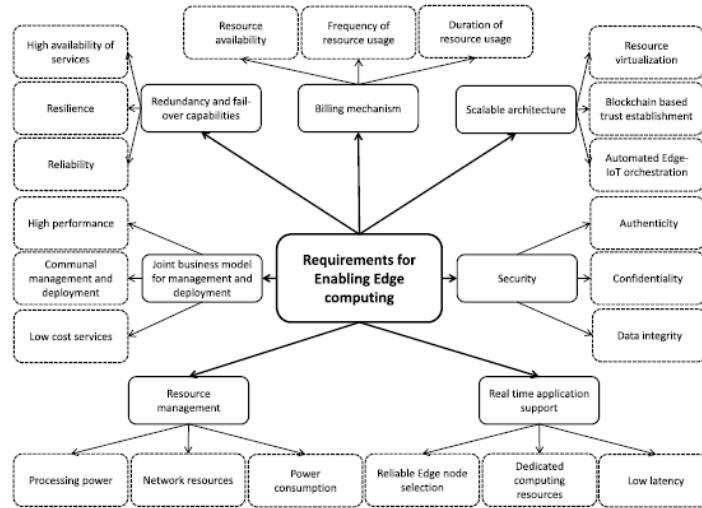 High availability of
services
Resilience
Reliability
Redundancy and fail-
over capabilities
Resource
availability
Frequency of
resource usage
Duration of
resource usage
Billing mechanism
Scalable architecture
Resource
virtualization
Blockchain based
trust establishment
Automated Edge-
IoT orchestration
High performance
Communal
management and
deployment
Low cost services
Joint business model
for management and
deployment
Requirements for
Enabling Edge
computing
Security
Authenticity
Confidentiality
Data integrity
Resource
management
Processing power
Network resources
Power
consumption
Real time application
support
Reliable Edge node
selection
Dedicated
computing
resources
Low latency